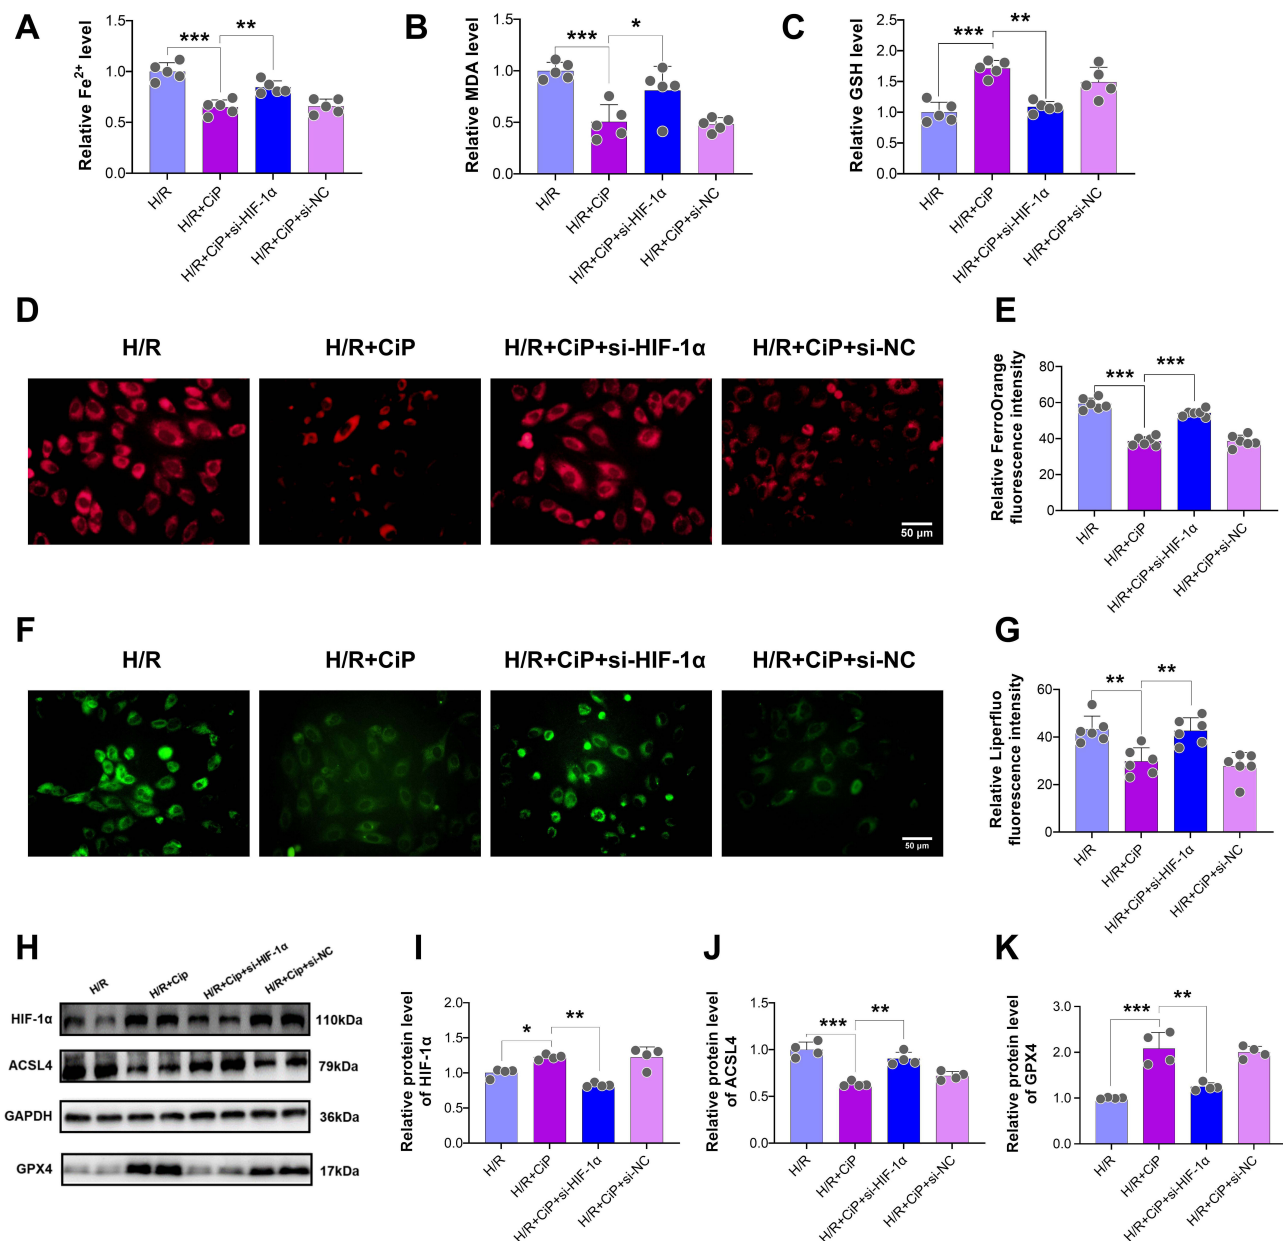 A
Relative Fe2+ level
1.5
1.0
0.5
0.0
***
**
H/R
H/R+CiP
H/R+CiP+si-HIF-1α
H/R+CiP+si-NC
B
Relative MDA level
1.5
1.0
0.5
0.0
***
*
H/R
H/R+CiP
H/R+CiP+si-HIF-1α
H/R+CiP+si-NC
C
Relative GSH level
2.5
2.0
1.5
1.0
0.5
0.0
***
**
H/R
H/R+CiP
H/R+CiP+si-HIF-1α
H/R+CiP+si-NC
D
H/R
H/R+CiP
H/R+CiP+si-HIF-1α
H/R+CiP+si-NC
50 μm
E
Relative FerroOrange
fluorescence intensity
80
60
40
20
0
***
***
H/R
H/R+CiP
H/R+CiP+si-HIF-1α
H/R+CiP+si-NC
F
H/R
H/R+CiP
H/R+CiP+si-HIF-1α
H/R+CiP+si-NC
50 μm
G
Relative Liperfluo
fluorescence intensity
60
40
20
0
**
**
H/R
H/R+CiP
H/R+CiP+si-HIF-1α
H/R+CiP+si-NC
H
H/R
H/R+Cip
H/R+Cip+si-HIF-1α
H/R+Cip+si-NC
HIF-1α
110kDa
ACSL4
79kDa
GAPDH
36kDa
GPX4
17kDa
I
Relative protein level
of HIF-1α
2.0
1.5
1.0
0.5
0.0
*
**
H/R
H/R+CiP
H/R+CiP+si-HIF-1α
H/R+CiP+si-NC
J
Relative protein level
of ACSL4
1.5
1.0
0.5
0.0
***
**
H/R
H/R+CiP
H/R+CiP+si-HIF-1α
H/R+CiP+si-NC
K
Relative protein level
of GPX4
3.0
2.0
1.0
0.0
***
**
H/R
H/R+CiP
H/R+CiP+si-HIF-1α
H/R+CiP+si-NC